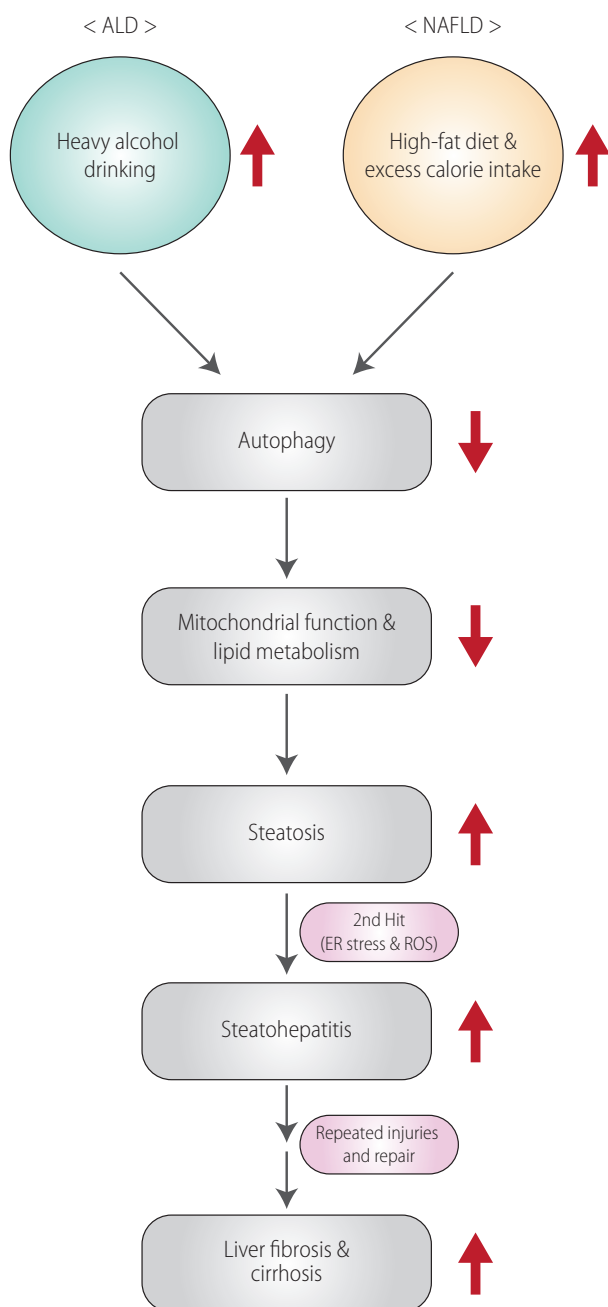 < ALD >
< NAFLD >
Heavy alcohol
drinking
High-fat diet &
excess calorie intake
Autophagy
Mitochondrial function &
lipid metabolism
Steatosis
2nd Hit
(ER stress & ROS)
Steatohepatitis
Repeated injuries
and repair
Liver fibrosis &
cirrhosis